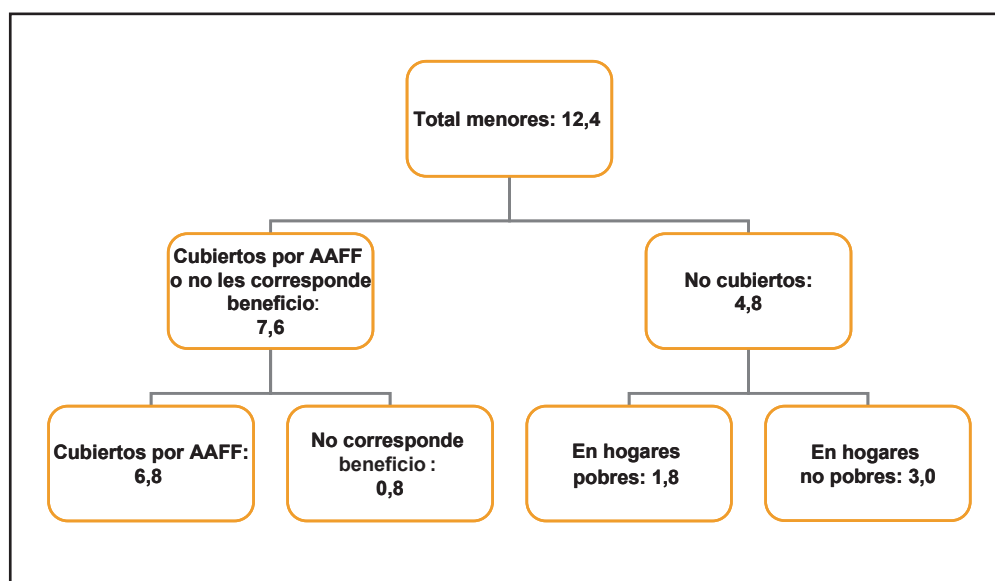 Total menores: 12,4
Cubiertos por AAFF
o no les corresponde
beneficio:
7,6
No cubiertos:
4,8
Cubiertos por AAFF:
6,8
No corresponde
beneficio :
0,8
En hogares
pobres: 1,8
En hogares
no pobres: 3,0